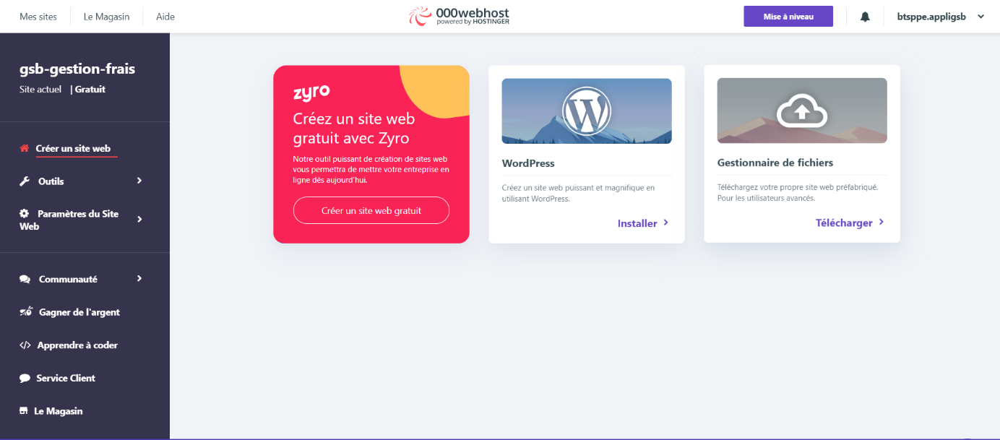 Mes sites
Le Magasin
Aide
000webhost
powered by HOSTINGER
Mise à niveau
btsppe.appligsb
gsb-gestion-frais
Site actuel | Gratuit
Créer un site web
Outils
Paramètres du Site
Web
Communauté
Gagner de l'argent
Apprendre à coder
Service Client
Le Magasin
zyro
Créez un site web
gratuit avec Zyro
Notre outil puissant de création de sites web
vous permettra de mettre votre entreprise en
ligne dès aujourd'hui.
Créer un site web gratuit
WordPress
Créez un site web puissant et magnifique en
utilisant WordPress.
Installer
Gestionnaire de fichiers
Téléchargez votre propre site web préfabriqué.
Pour les utilisateurs avancés.
Télécharger